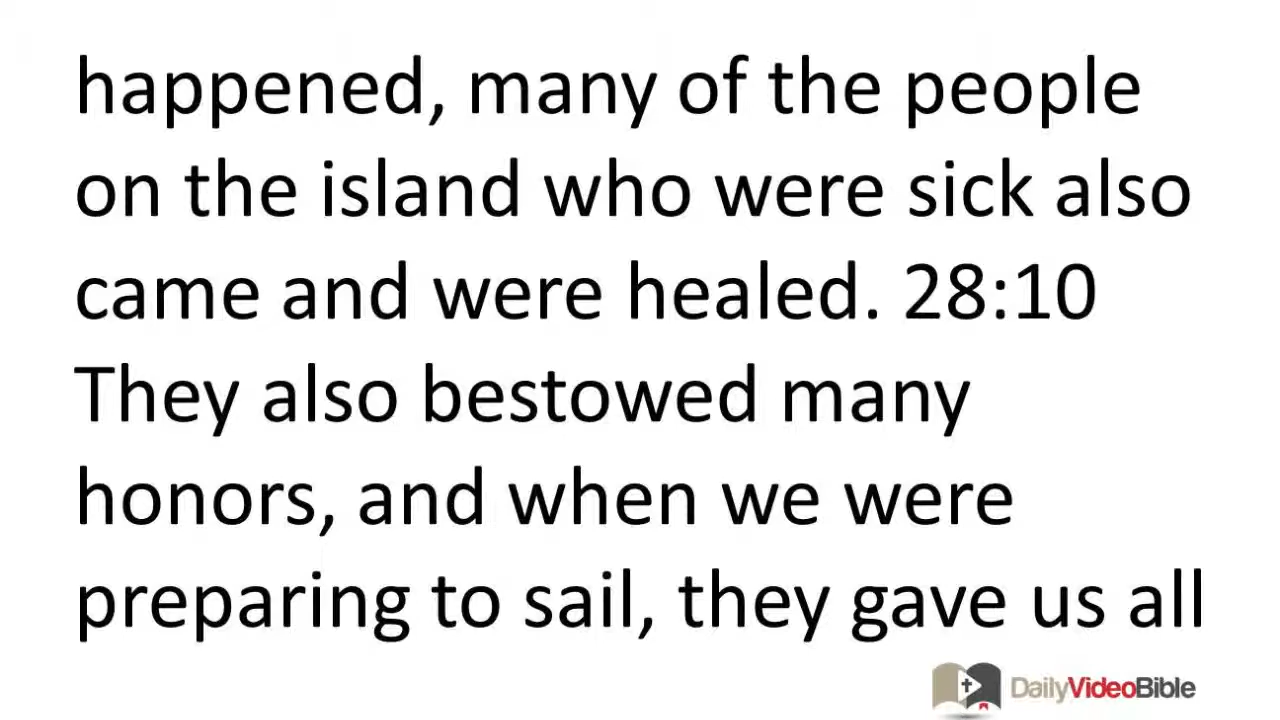 happened, many of the people
on the island who were sick also
came and were healed. 28:10
They also bestowed many
honors, and when we were
preparing to sail, they gave us all
DailyVideoBible